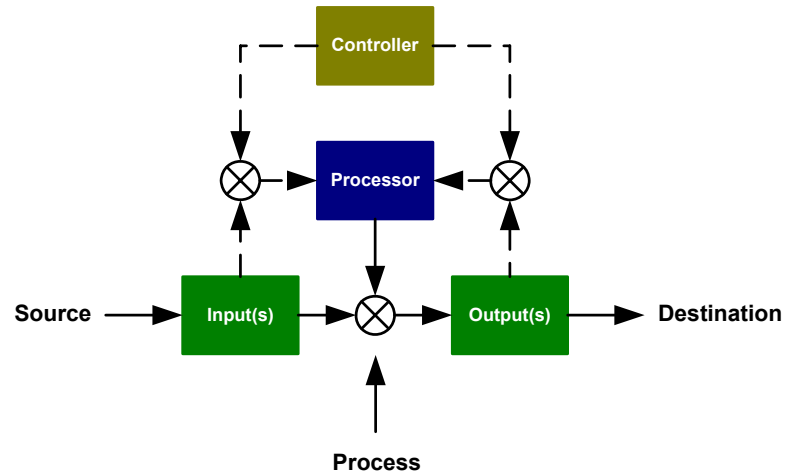 Controller
Processor
Source
Input(s)
Output(s)
Destination
Process